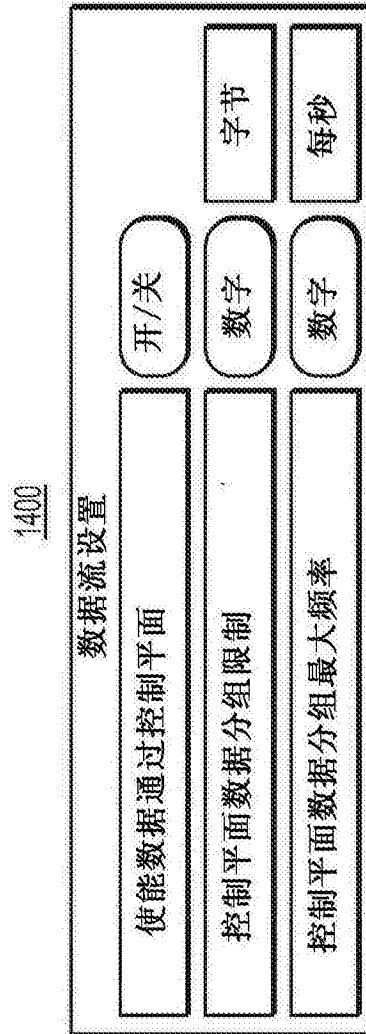 1400
数据流设置
使能数据通过控制平面 开/关
控制平面数据分组限制 数字 字节
控制平面数据分组最大频率 数字 每秒